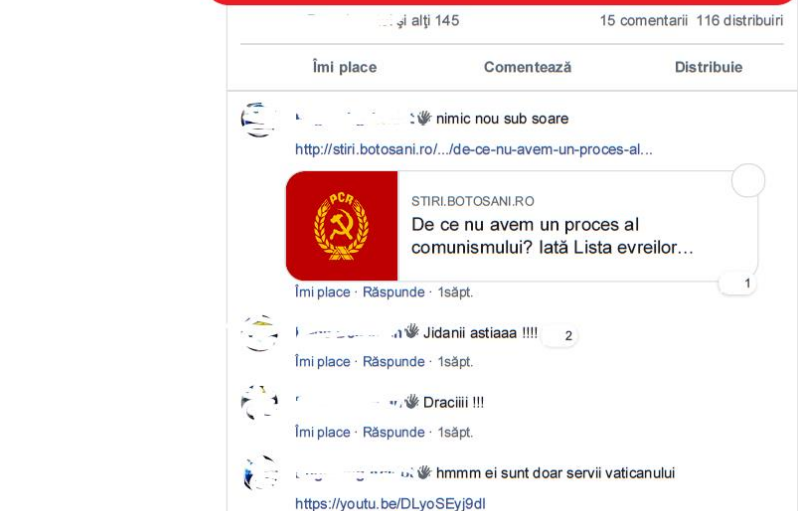 și alți 145
15 comentarii 116 distribuiri
Îmi place
Comentează
Distribuie
nimic nou sub soare
http://stiri.botosani.ro/.../de-ce-nu-avem-un-proces-al...
PCR
STIRI.BOTOSANI.RO
De ce nu avem un proces al
comunismului? Iată Lista evreilor...
1
Îmi place · Răspunde · 1săpt.
Jidanii astiaaa !!!! 2
Îmi place · Răspunde · 1săpt.
Draciiii !!!
Îmi place · Răspunde · 1săpt.
hmmm ei sunt doar servii vaticanului
https://youtu.be/DLyoSEyj9dI